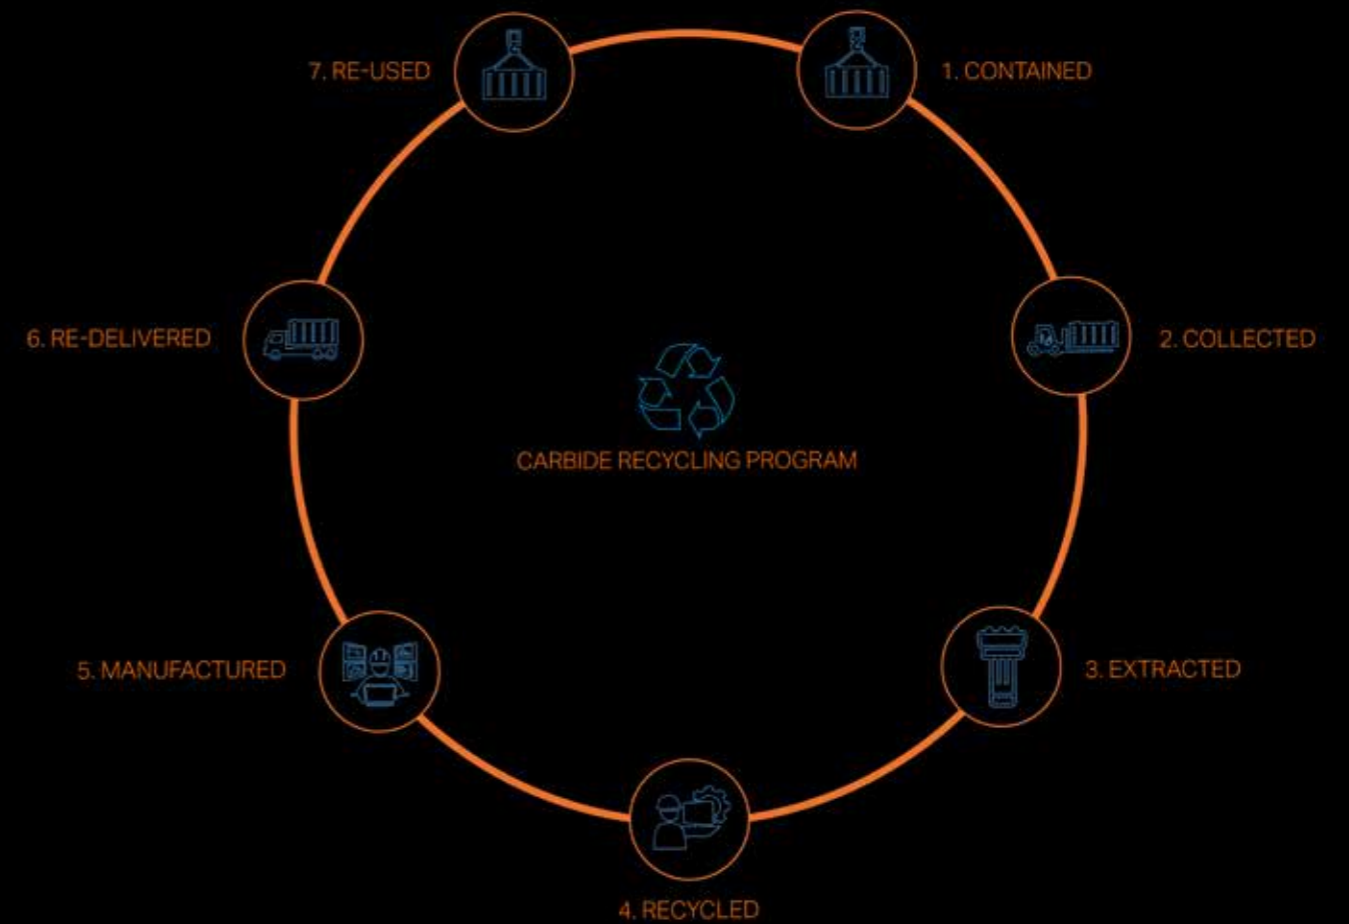 7. RE-USED
1. CONTAINED
6. RE-DELIVERED
2. COLLECTED
CARBIDE RECYCLING PROGRAM
5. MANUFACTURED
3. EXTRACTED
4. RECYCLED